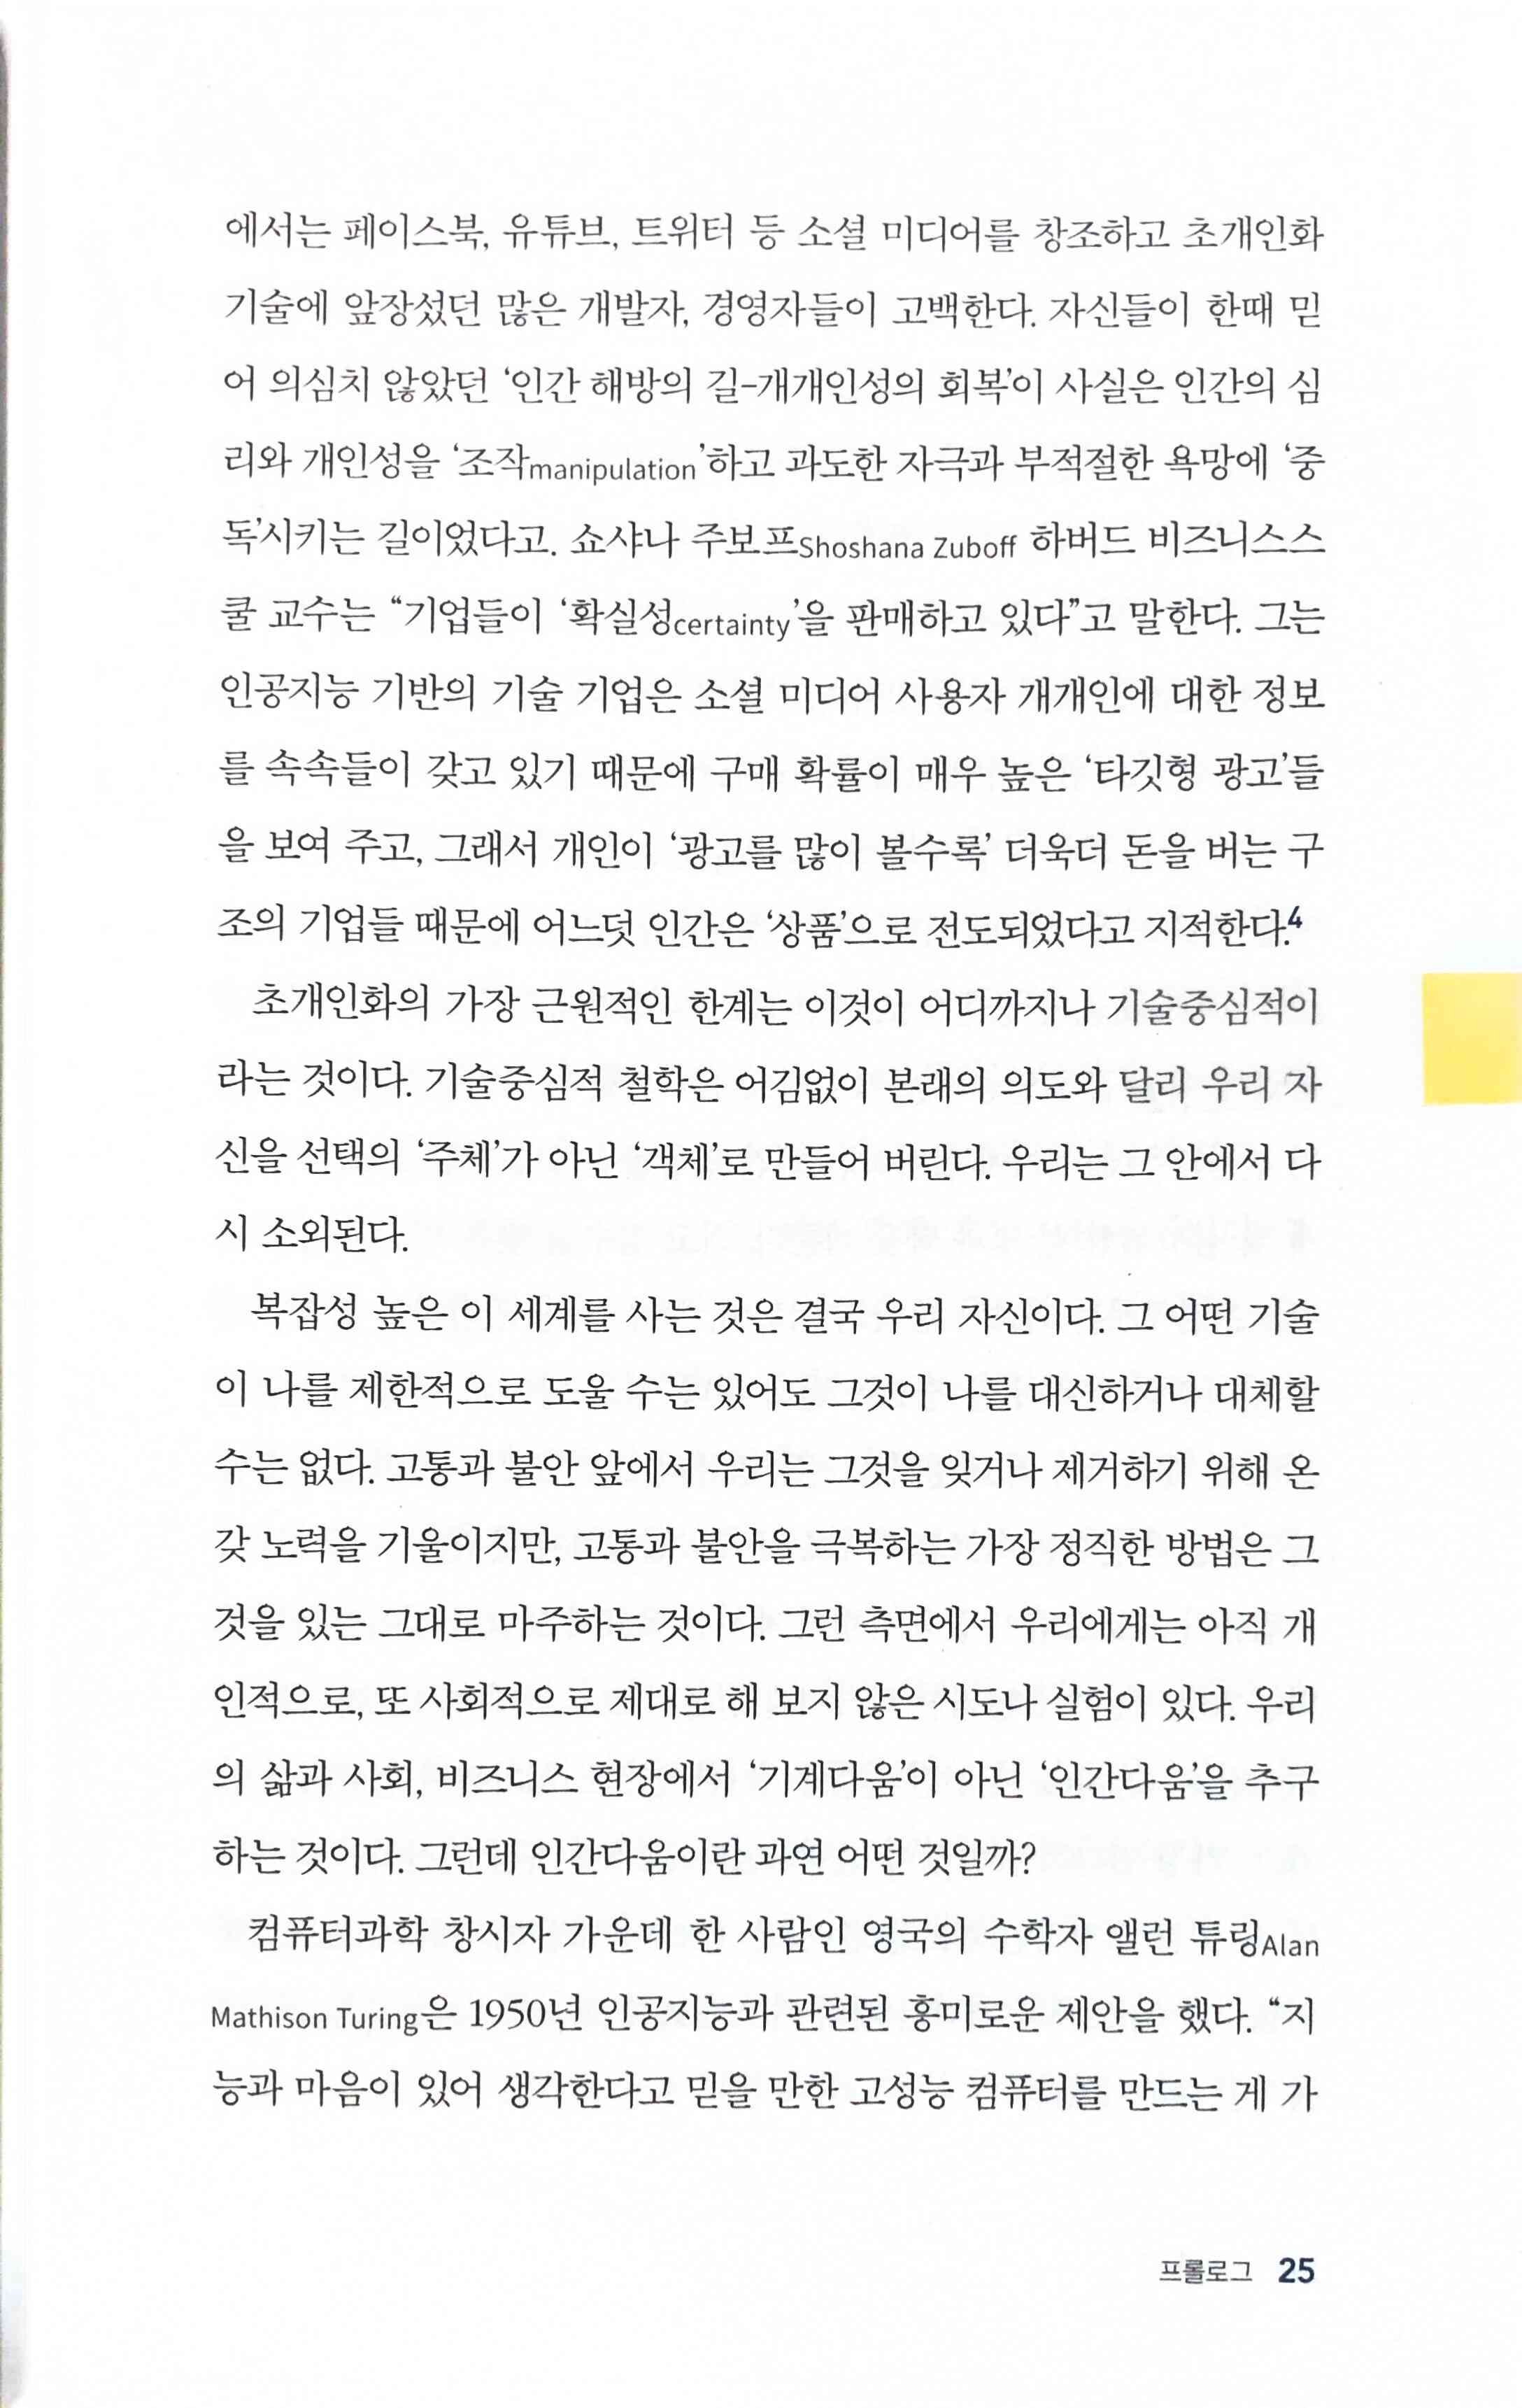 에서는 페이스북, 유튜브, 트위터 등 소셜 미디어를 창조하고 초개인화
기술에 앞장섰던 많은 개발자, 경영자들이 고백한다. 자신들이 한때 믿
어 의심치 않았던 ‘인간 해방의 길-개개인성의 회복’이 사실은 인간의 심
리와 개인성을 ‘조작manipulation’하고 과도한 자극과 부적절한 욕망에 ‘중
독’시키는 길이었다고. 쇼샤나 주보프Shoshana Zuboff 하버드 비즈니스스
쿨 교수는 “기업들이 ‘확실성certainty’을 판매하고 있다”고 말한다. 그는
인공지능 기반의 기술 기업은 소셜 미디어 사용자 개개인에 대한 정보
를 속속들이 갖고 있기 때문에 구매 확률이 매우 높은 ‘타깃형 광고’들
을 보여 주고, 그래서 개인이 ‘광고를 많이 볼수록’ 더욱더 돈을 버는 구
조의 기업들 때문에 어느덧 인간은 ‘상품’으로 전도되었다고 지적한다.4
초개인화의 가장 근원적인 한계는 이것이 어디까지나 기술중심적이
라는 것이다. 기술중심적 철학은 어김없이 본래의 의도와 달리 우리 자
신을 선택의 ‘주체’가 아닌 ‘객체’로 만들어 버린다. 우리는 그 안에서 다
시 소외된다.
복잡성 높은 이 세계를 사는 것은 결국 우리 자신이다. 그 어떤 기술
이 나를 제한적으로 도울 수는 있어도 그것이 나를 대신하거나 대체할
수는 없다. 고통과 불안 앞에서 우리는 그것을 잊거나 제거하기 위해 온
갖 노력을 기울이지만, 고통과 불안을 극복하는 가장 정직한 방법은 그
것을 있는 그대로 마주하는 것이다. 그런 측면에서 우리에게는 아직 개
인적으로, 또 사회적으로 제대로 해 보지 않은 시도나 실험이 있다. 우리
의 삶과 사회, 비즈니스 현장에서 ‘기계다움’이 아닌 ‘인간다움’을 추구
하는 것이다. 그런데 인간다움이란 과연 어떤 것일까?
컴퓨터과학 창시자 가운데 한 사람인 영국의 수학자 앨런 튜링Alan
Mathison Turing은 1950년 인공지능과 관련된 흥미로운 제안을 했다. “지
능과 마음이 있어 생각한다고 믿을 만한 고성능 컴퓨터를 만드는 게 가
프롤로그 25